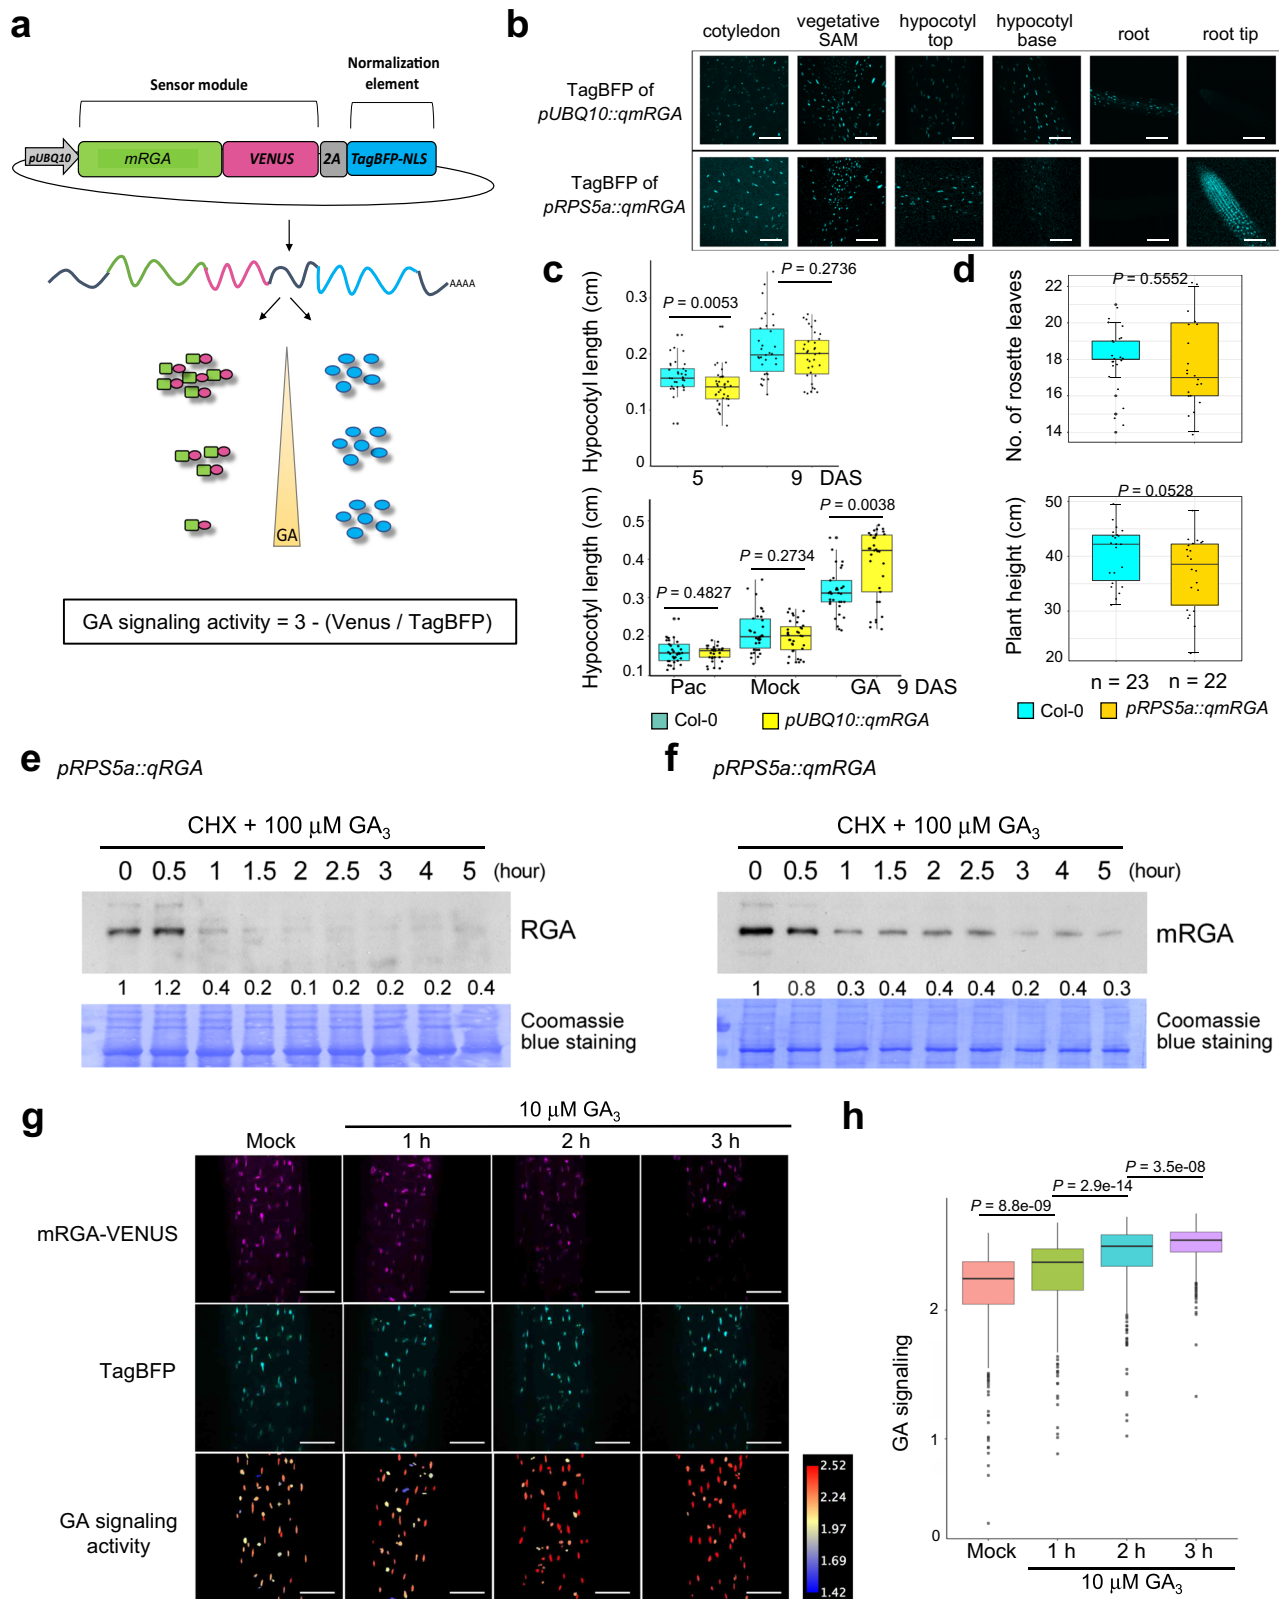 a
Normalization
element
Sensor module
pUBQ10
mRGA
VENUS
2A
TagBFP-NLS
AAAA
GA
GA signaling activity = 3 - (Venus / TagBFP)
b
cotyledon
vegetative
SAM
hypocotyl
top
hypocotyl
base
root
root tip
TagBFP of
pUBQ10::qmRGA
TagBFP of
pRPS5a::qmRGA
c
Hypocotyl length (cm)
0.3
0.2
0.1
0
P = 0.0053
P = 0.2736
5
9
DAS
Hypocotyl length (cm)
0.5
0.4
0.3
0.2
0.1
P = 0.4827
P = 0.2734
P = 0.0038
Pac
Mock
GA
9 DAS
Col-0
pUBQ10::qmRGA
d
No. of rosette leaves
22
20
18
16
14
P = 0.5552
Plant height (cm)
50
40
30
20
P = 0.0528
n = 23
n = 22
Col-0
pRPS5a::qmRGA
e
pRPS5a::qRGA
CHX + 100 μM GA3
0 0.5 1 1.5 2 2.5 3 4 5 (hour)
RGA
1 1.2 0.4 0.2 0.1 0.2 0.2 0.2 0.4
Coomassie
blue staining
f
pRPS5a::qmRGA
CHX + 100 μM GA3
0 0.5 1 1.5 2 2.5 3 4 5 (hour)
mRGA
1 0.8 0.3 0.4 0.4 0.4 0.2 0.4 0.3
Coomassie
blue staining
g
10 μM GA3
Mock
1 h
2 h
3 h
mRGA-VENUS
TagBFP
GA signaling
activity
2.52
2.24
1.97
1.69
1.42
h
GA signaling
2
1
0
P = 8.8e-09
P = 2.9e-14
P = 3.5e-08
Mock
1 h
2 h
3 h
10 μM GA3